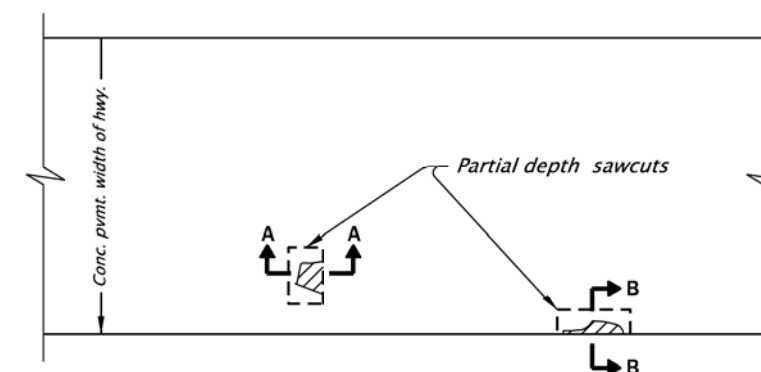 Conc. pvmt. width of hwy.
Partial depth sawcuts
A A
B
B